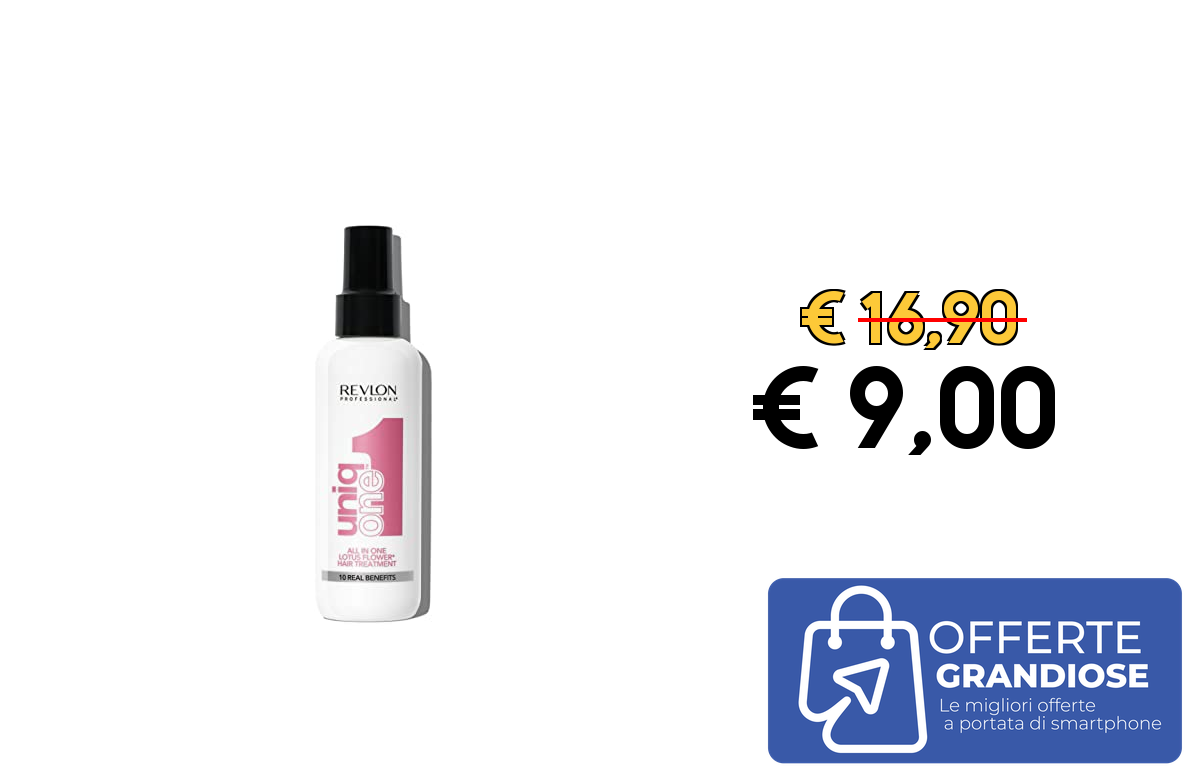 € 16,90
€ 9,00
REVLON
PROFESSIONAL®
uniq
one
1
ALL IN ONE
LOTUS FLOWER*
HAIR TREATMENT
10 REAL BENEFITS
OFFERTE
GRANDIOSE
Le migliori offerte
a portata di smartphone